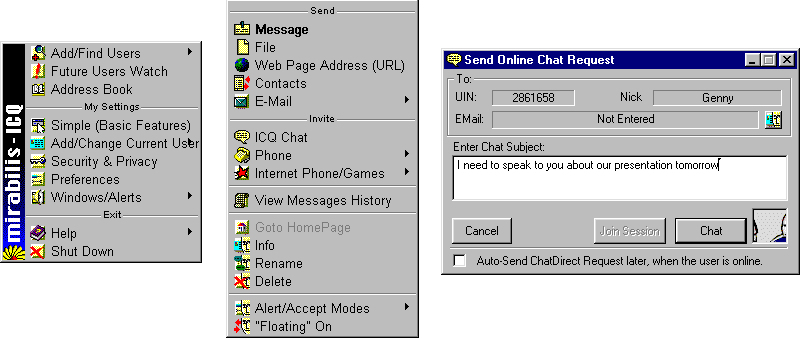 mirabilis - ICQ
Add/Find Users
Future Users Watch
Address Book
My Settings
Simple (Basic Features)
Add/Change Current User
Security & Privacy
Preferences
Windows/Alerts
Exit
Help
Shut Down
Send
Message
File
Web Page Address (URL)
Contacts
E-Mail
Invite
ICQ Chat
Phone
Internet Phone/Games
View Messages History
Goto HomePage
Info
Rename
Delete
Alert/Accept Modes
"Floating" On
Send Online Chat Request
To:
UIN: 2861658 Nick Genny
EMail: Not Entered
Enter Chat Subject:
I need to speak to you about our presentation tomorrow
Cancel Join Session Chat
Auto-Send ChatDirect Request later, when the user is online.